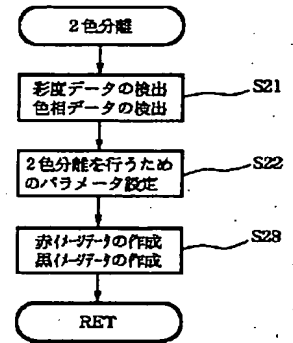 2色分離
彩度データの検出
色相データの検出
S21
2色分離を行うため
のパラメータ設定
S22
赤イメージデータの作成
黒イメージデータの作成
S23
RET